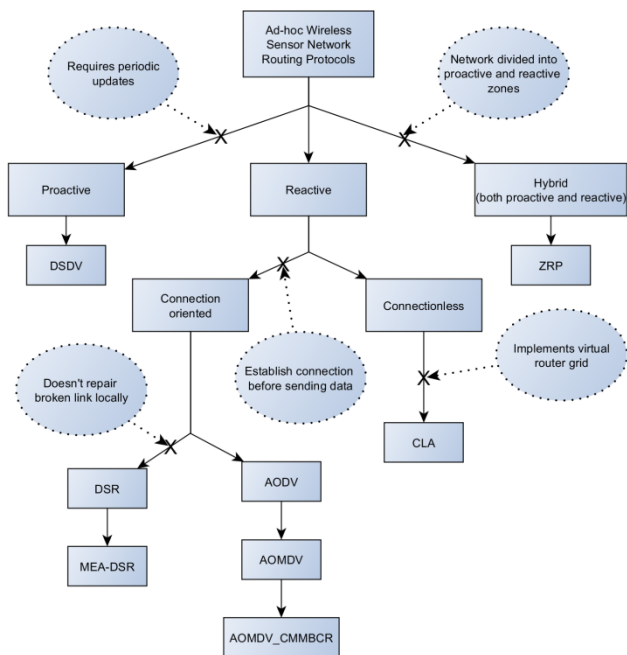 Ad-hoc Wireless
Sensor Network
Routing Protocols
Requires periodic
updates
Network divided into
proactive and reactive
zones
Proactive
Reactive
Hybrid
(both proactive and reactive)
DSDV
ZRP
Connection
oriented
Connectionless
Establish connection
before sending data
Implements virtual
router grid
Doesn't repair
broken link locally
CLA
DSR
AODV
MEA-DSR
AOMDV
AOMDV_CMMBCR